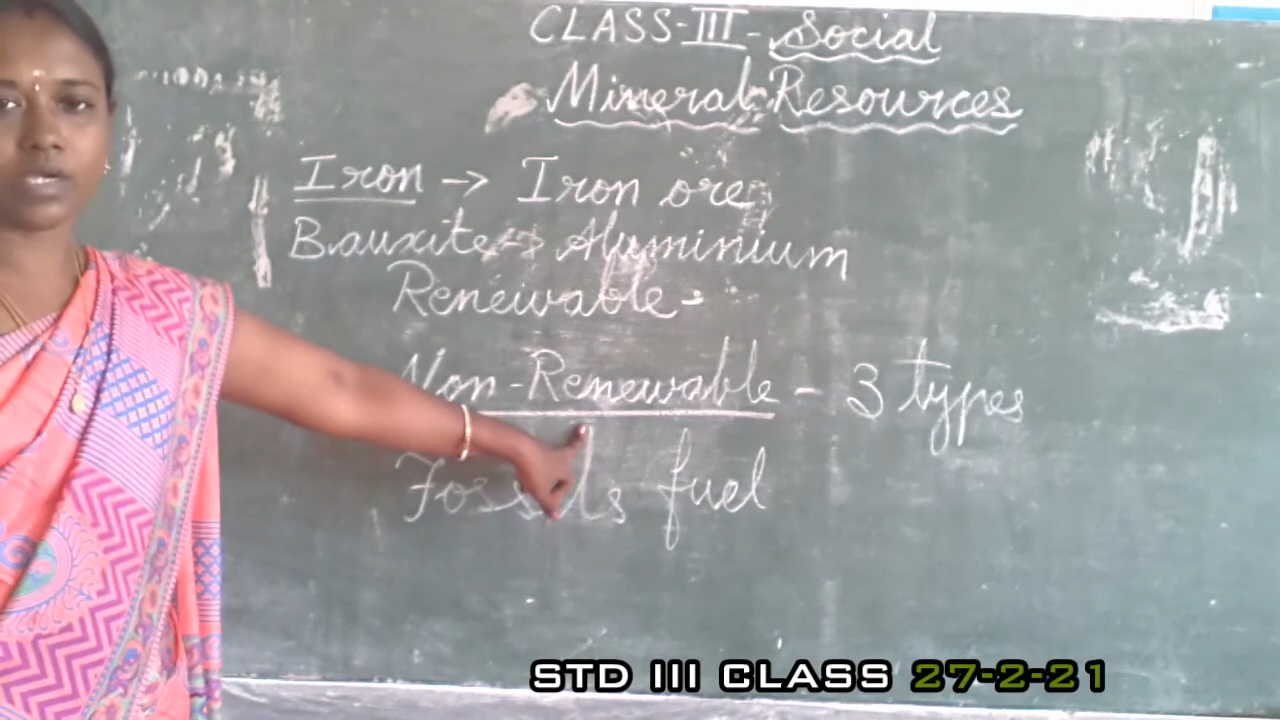 CLASS-III - Social
Mineral Resources
Iron → Iron ore
Bauxite → Aluminium
Renewable -
Non-Renewable - 3 types
Fossils fuel
STD III CLASS 27-2-21